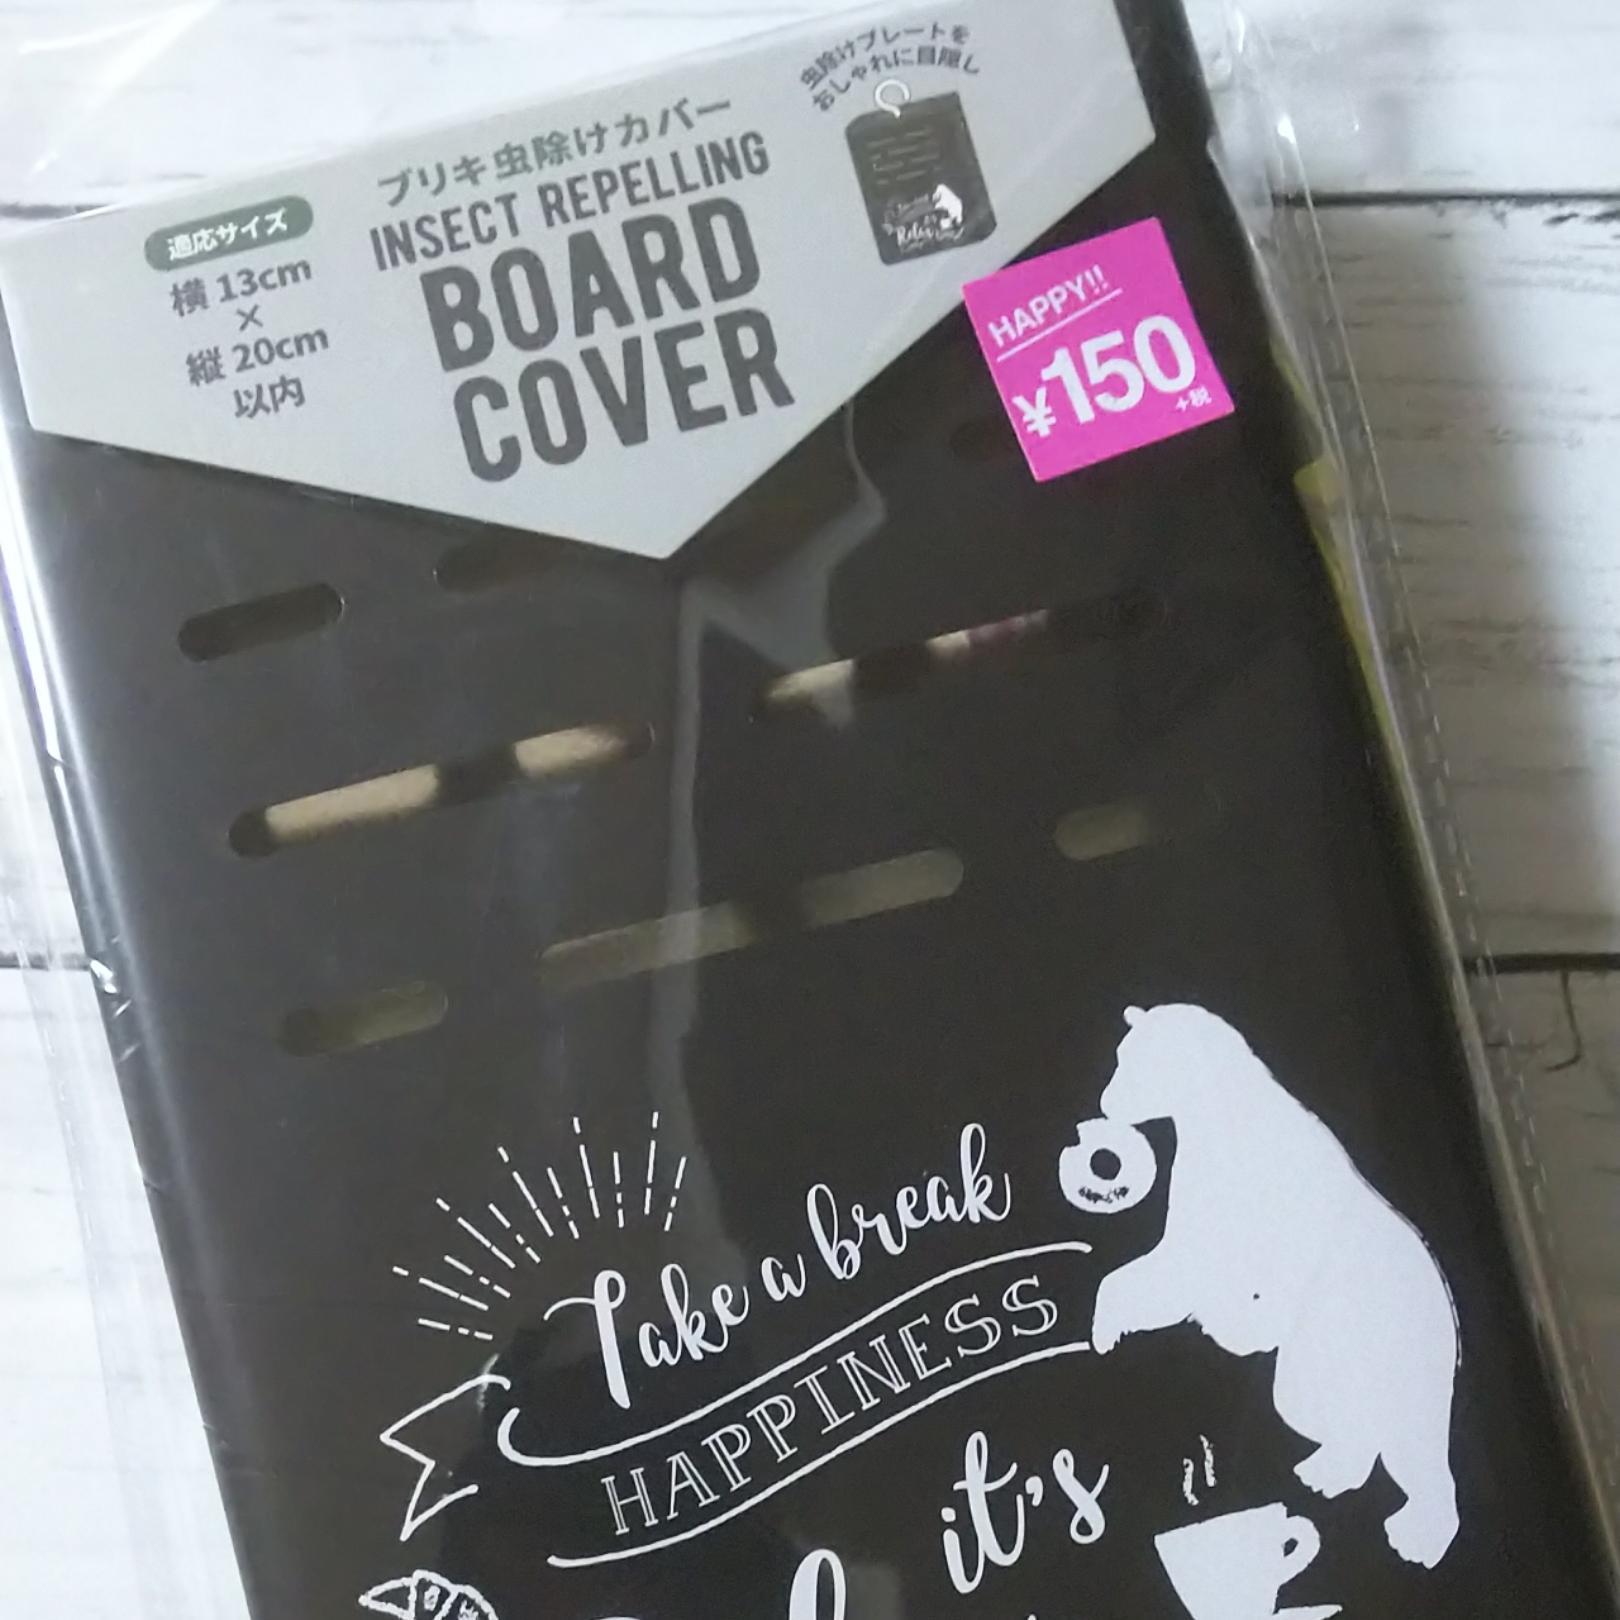 虫除けプレートを
おしゃれに目隠し
ブリキ虫除けカバー
INSECT REPELLING
BOARD
COVER
適応サイズ
横 13cm
×
縦 20cm
以内
Relax
HAPPY!!
¥150
+税
Take a break
HAPPINESS
it's